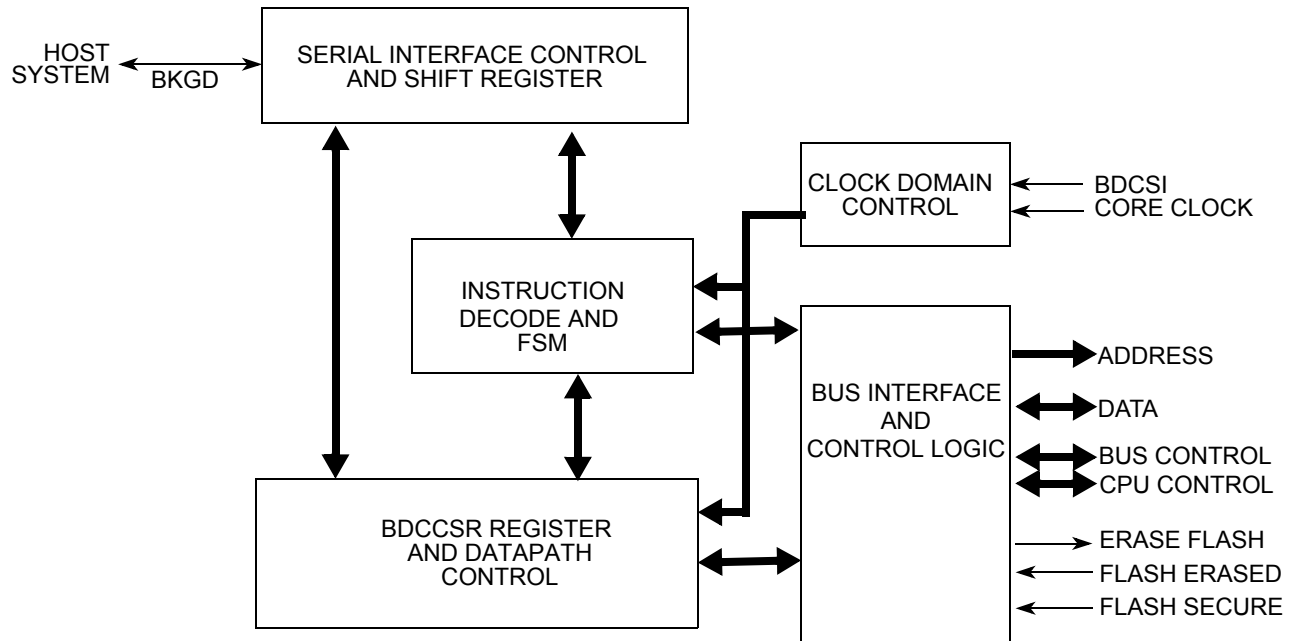 HOST
SYSTEM
BKGD
SERIAL INTERFACE CONTROL
AND SHIFT REGISTER
CLOCK DOMAIN
CONTROL
BDCSI
CORE CLOCK
INSTRUCTION
DECODE AND
FSM
BUS INTERFACE
AND
CONTROL LOGIC
ADDRESS
DATA
BUS CONTROL
CPU CONTROL
ERASE FLASH
FLASH ERASED
FLASH SECURE
BDCCSR REGISTER
AND DATAPATH
CONTROL